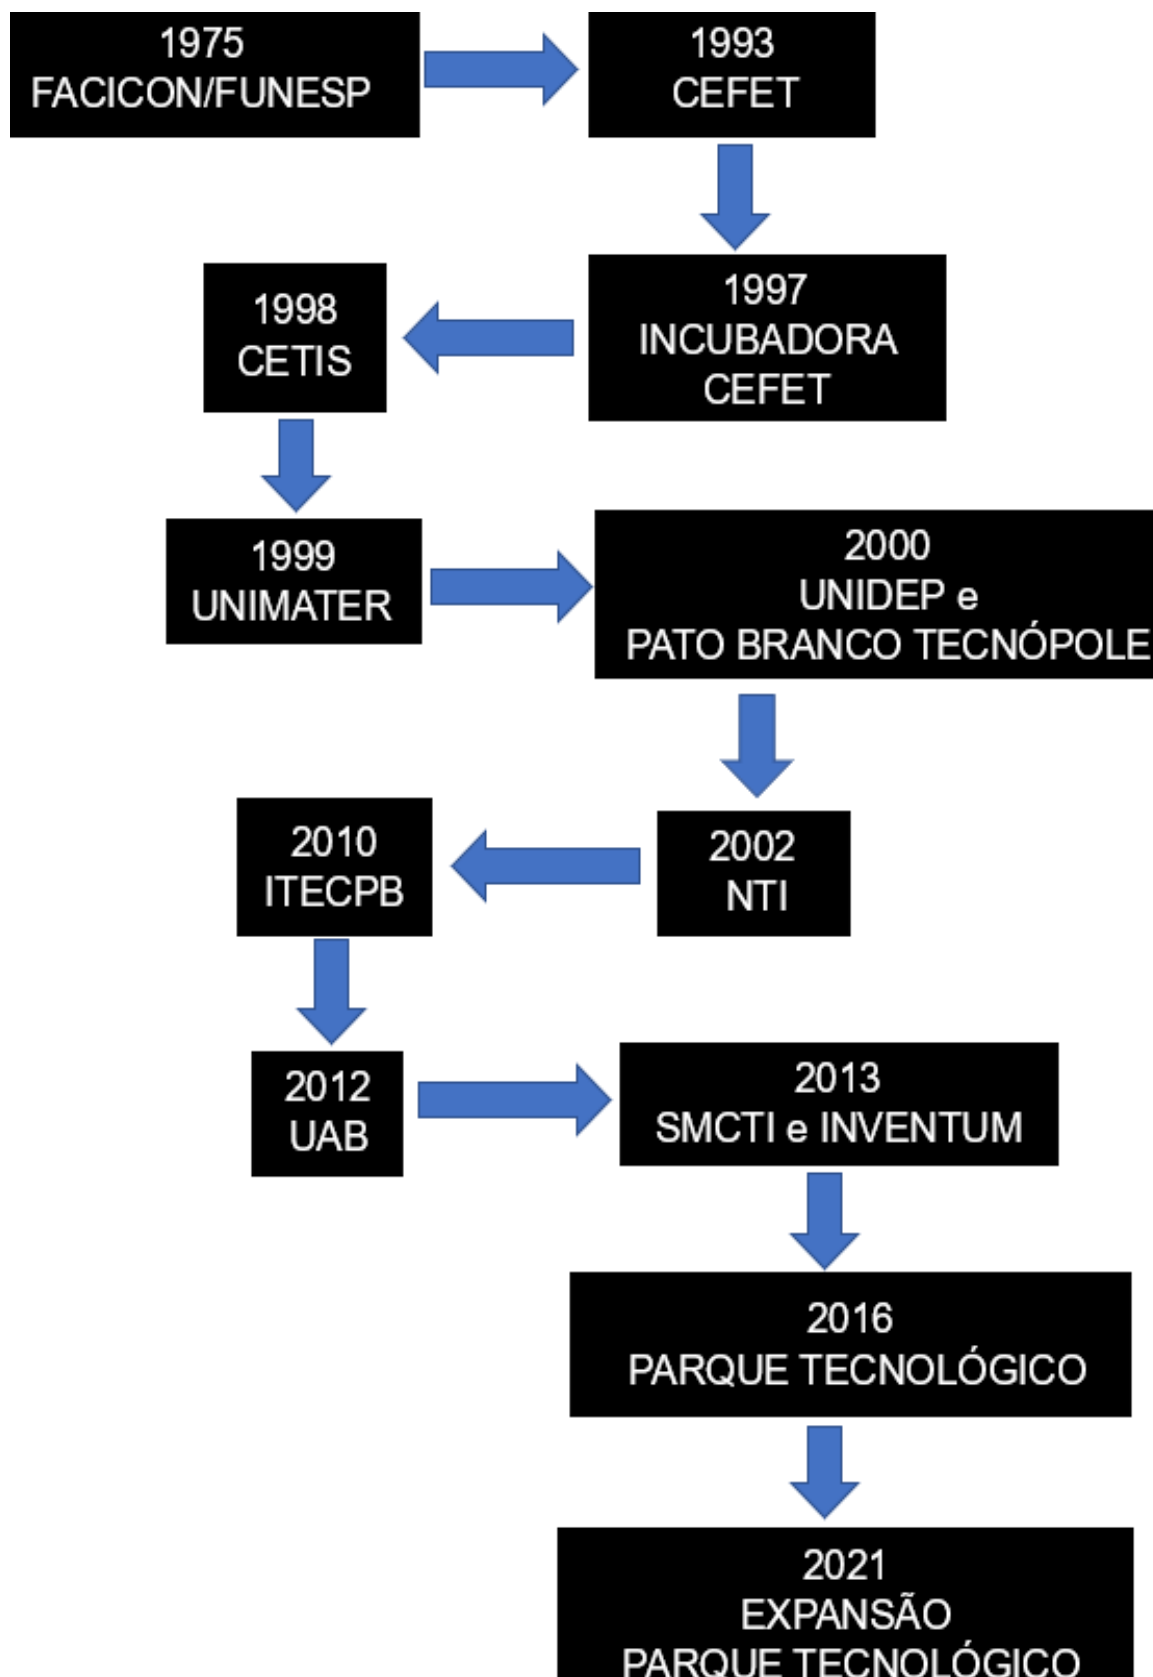 1975
FACICON/FUNESP
1993
CEFET
1997
INCUBADORA
CEFET
1998
CETIS
1999
UNIMATER
2000
UNIDEP e
PATO BRANCO TECNÓPOLE
2002
NTI
2010
ITECPB
2012
UAB
2013
SMCTI e INVENTUM
2016
PARQUE TECNOLÓGICO
2021
EXPANSÃO
PARQUE TECNOLÓGICO